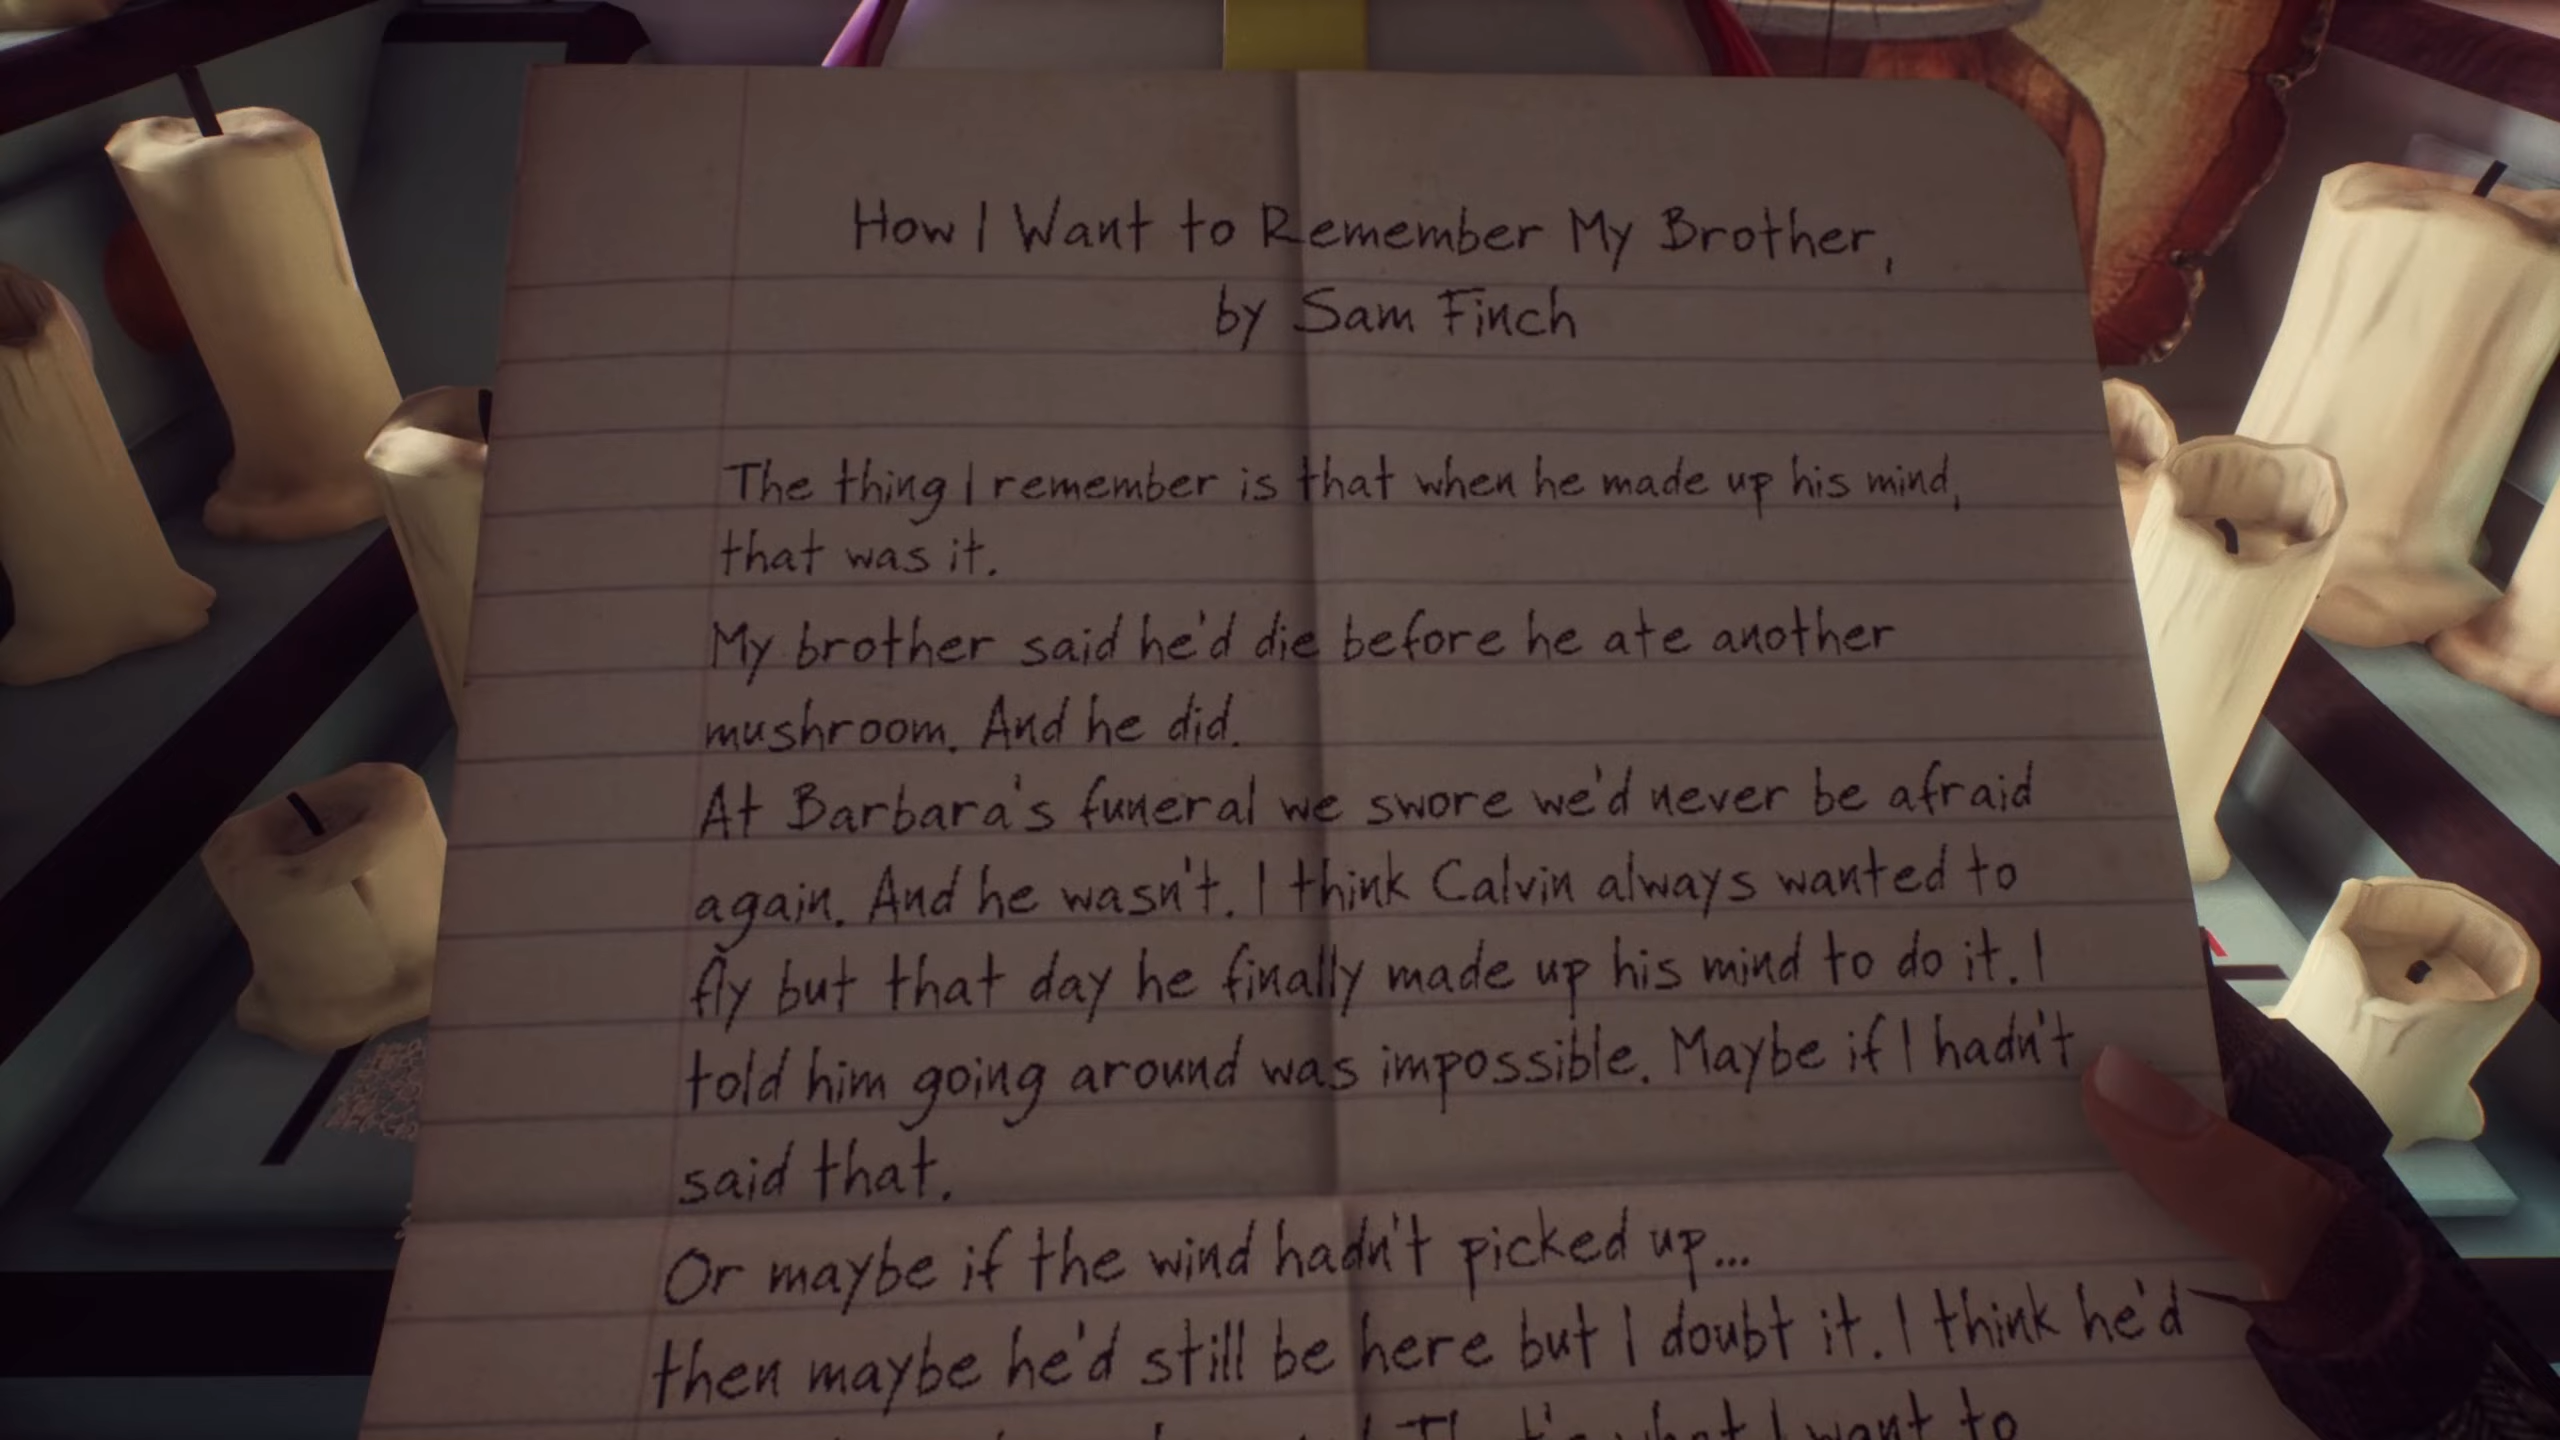 How I Want to Remember My Brother,
by Sam Finch
The thing I remember is that when he made up his mind,
that was it.
My brother said he'd die before he ate another
mushroom. And he did.
At Barbara's funeral we swore we'd never be afraid
again. And he wasn't. I think Calvin always wanted to
fly but that day he finally made up his mind to do it. I
told him going around was impossible. Maybe if I hadn't
said that.
Or maybe if the wind hadn't picked up...
then maybe he'd still be here but I doubt it. I think he'd
That's what I want to